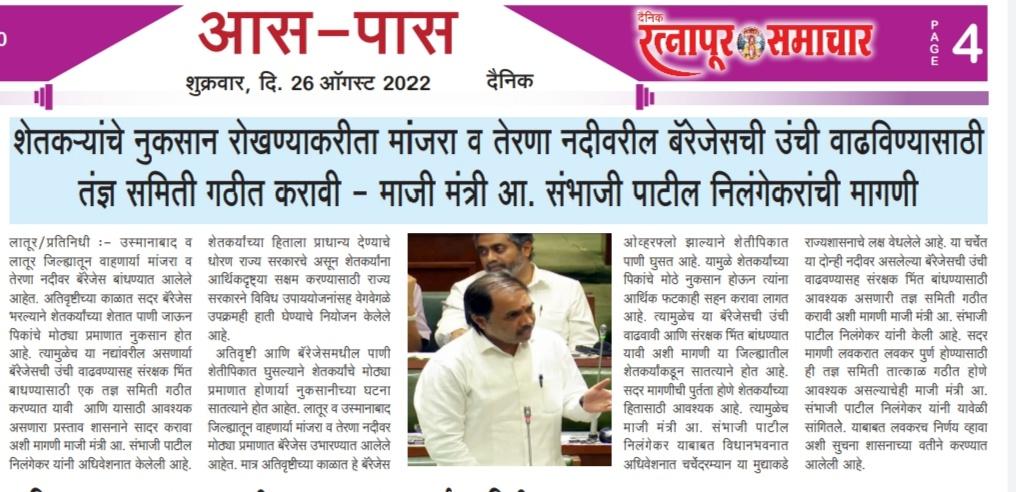 आस-पास
शुक्रवार, दि. 26 ऑगस्ट 2022
दैनिक
दैनिक
रत्नापूर समाचार
PAGE 4
शेतकऱ्यांचे नुकसान रोखण्याकरीता मांजरा व तेरणा नदीवरील बॅरेजेसची उंची वाढविण्यासाठी
तंज्ञ समिती गठीत करावी - माजी मंत्री आ. संभाजी पाटील निलंगेकरांची मागणी
लातूर/प्रतिनिधी :- उस्मानाबाद व
लातूर जिल्ह्यातून वाहणार्या मांजरा व
तेरणा नदीवर बॅरेजेस बांधण्यात आलेले
आहेत. अतिवृष्टीच्या काळात सदर बॅरेजेस
भरल्याने शेतकर्यांच्या शेतात पाणी जाऊन
पिकांचे मोठ्या प्रमाणात नुकसान होत
आहे. त्यामुळेच या नद्यांवरील असणार्या
बॅरेजेसची उंची वाढवण्यासह संरक्षण भिंत
बाधण्यासाठी एक तज्ञ समिती गठीत
करण्यात यावी आणि यासाठी आवश्यक
असणारा प्रस्ताव शासनाने सादर करावा
अशी मागणी माजी मंत्री आ. संभाजी पाटील
निलंगेकर यांनी अधिवेशनात केलेली आहे.
शेतकर्यांच्या हिताला प्राधान्य देण्याचे
धोरण राज्य सरकारचे असून शेतकर्यांना
आर्थिकदृष्ट्या सक्षम करण्यासाठी राज्य
सरकारने विविध उपाययोजनांसह वेगवेगळे
उपक्रमही हाती घेण्याचे नियोजन केलेले
आहे.
अतिवृष्टी आणि बॅरेजेसमधील पाणी
शेतीपिकात घुसल्याने शेतकर्यांचे मोठ्या
प्रमाणात होणार्या नुकसानीच्या घटना
सातत्याने होत आहेत. लातूर व उस्मानाबाद
जिल्ह्यातून वाहणार्या मांजरा व तेरणा नदीवर
मोठ्या प्रमाणात बॅरेजेस उभारण्यात आलेले
आहेत. मात्र अतिवृष्टीच्या काळात हे बॅरेजेस
ओव्हरफ्लो झाल्याने शेतीपिकात
पाणी घुसत आहे. यामुळे शेतकर्यांच्या
पिकांचे मोठे नुकसान होऊन त्यांना
आर्थिक फटकाही सहन करावा लागत
आहे. त्यामुळेच या बॅरेजेसची उंची
वाढवावी आणि संरक्षक भिंत बांधण्यात
यावी अशी मागणी या जिल्ह्यातील
शेतकर्यांकडून सातत्याने होत आहे.
सदर मागणीची पुर्तता होणे शेतकर्यांच्या
हितासाठी आवश्यक आहे. त्यामुळेच
माजी मंत्री आ. संभाजी पाटील
निलंगेकर याबाबत विधानभवनात
अधिवेशनात चर्चेदरम्यान या मुद्याकडे
राज्यशासनाचे लक्ष वेधलेले आहे. या चर्चेत
या दोन्ही नदीवर असलेल्या बॅरेजेसची उंची
वाढवण्यासह संरक्षक भिंत बांधण्यासाठी
आवश्यक असणारी तज्ञ समिती गठीत
करावी अशी मागणी माजी मंत्री आ. संभाजी
पाटील निलंगेकर यांनी केली आहे. सदर
मागणी लवकरात लवकर पुर्ण होण्यासाठी
ही तज्ञ समिती तात्काळ गठीत होणे
आवश्यक असल्याचेही माजी मंत्री आ.
संभाजी पाटील निलंगेकर यांनी यावेळी
सांगितले. याबाबत लवकरच निर्णय व्हावा
अशी सुचना शासनाच्या वतीने करण्यात
आलेली आहे.